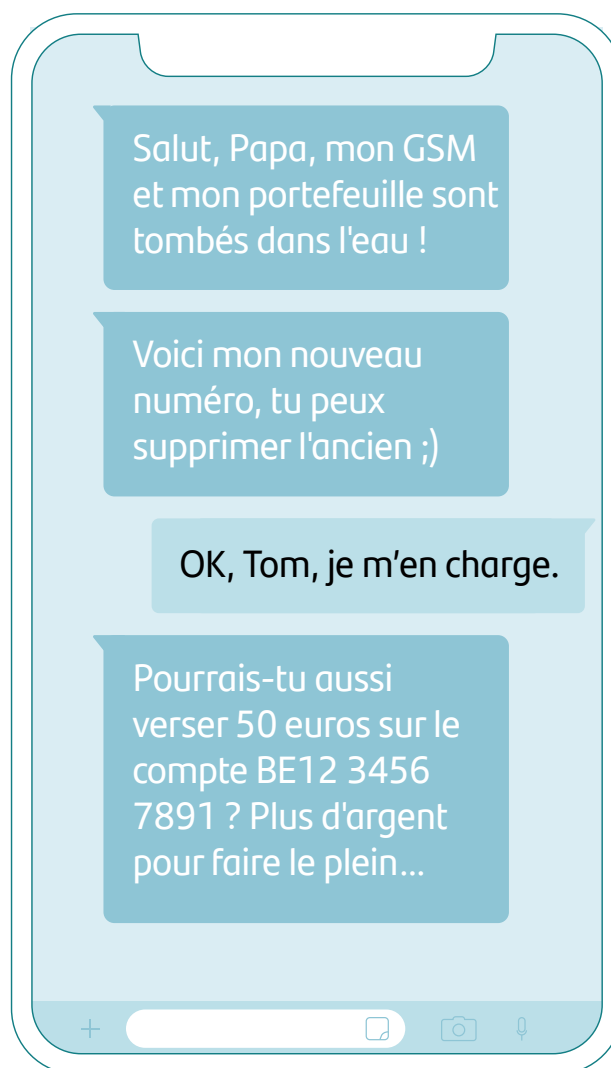 Salut, Papa, mon GSM
et mon portefeuille sont
tombés dans l'eau !
Voici mon nouveau
numéro, tu peux
supprimer l'ancien ;)
OK, Tom, je m’en charge.
Pourrais-tu aussi
verser 50 euros sur le
compte BE12 3456
7891 ? Plus d'argent
pour faire le plein...